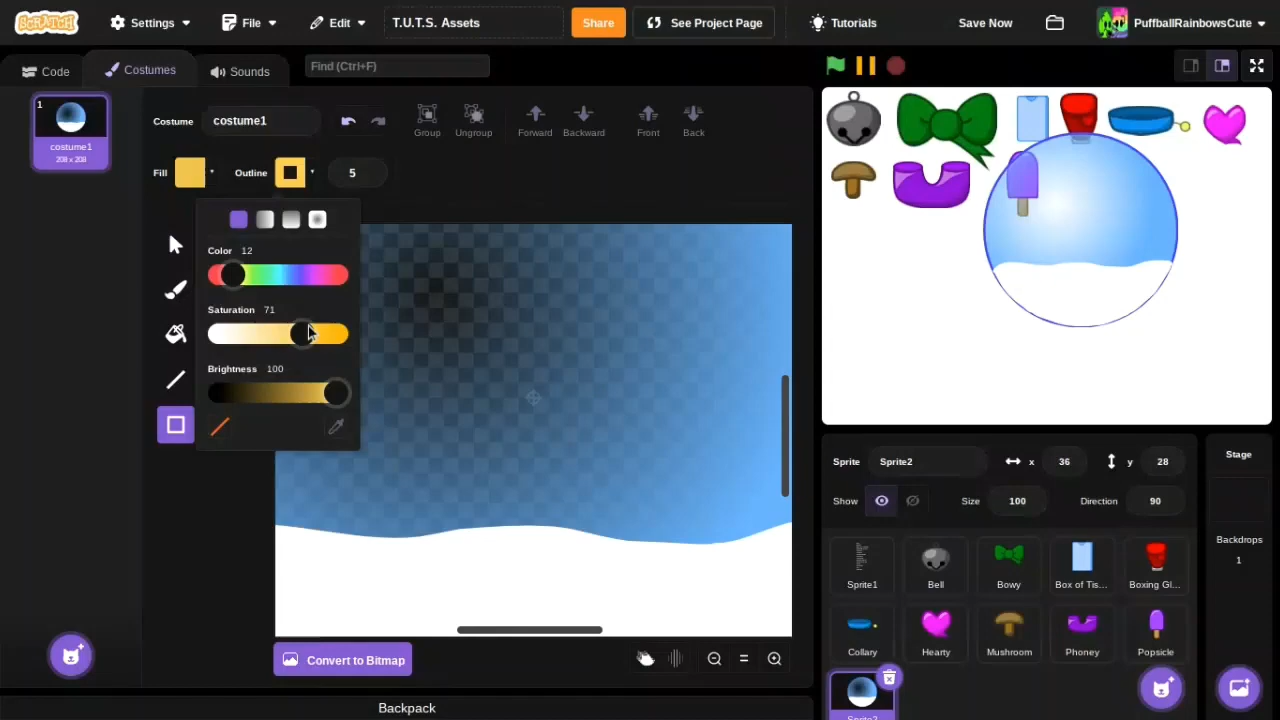 SCRATCH
Settings
File
Edit
T.U.T.S. Assets
Share
See Project Page
Tutorials
Save Now
PuffballRainbowsCute
Code
Costumes
Sounds
Find (Ctrl+F)
1
costume1
208 x 208
Costume
costume1
Group
Ungroup
Forward
Backward
Front
Back
Fill
Outline
5
Color 12
Saturation 71
Brightness 100
Convert to Bitmap
Backpack
Sprite
Sprite2
x
36
y
28
Show
Size
100
Direction
90
Stage
Backdrops
1
Sprite1
Bell
Bowy
Box of Tis...
Boxing Gl...
Collary
Hearty
Mushroom
Phoney
Popsicle
Sprite2